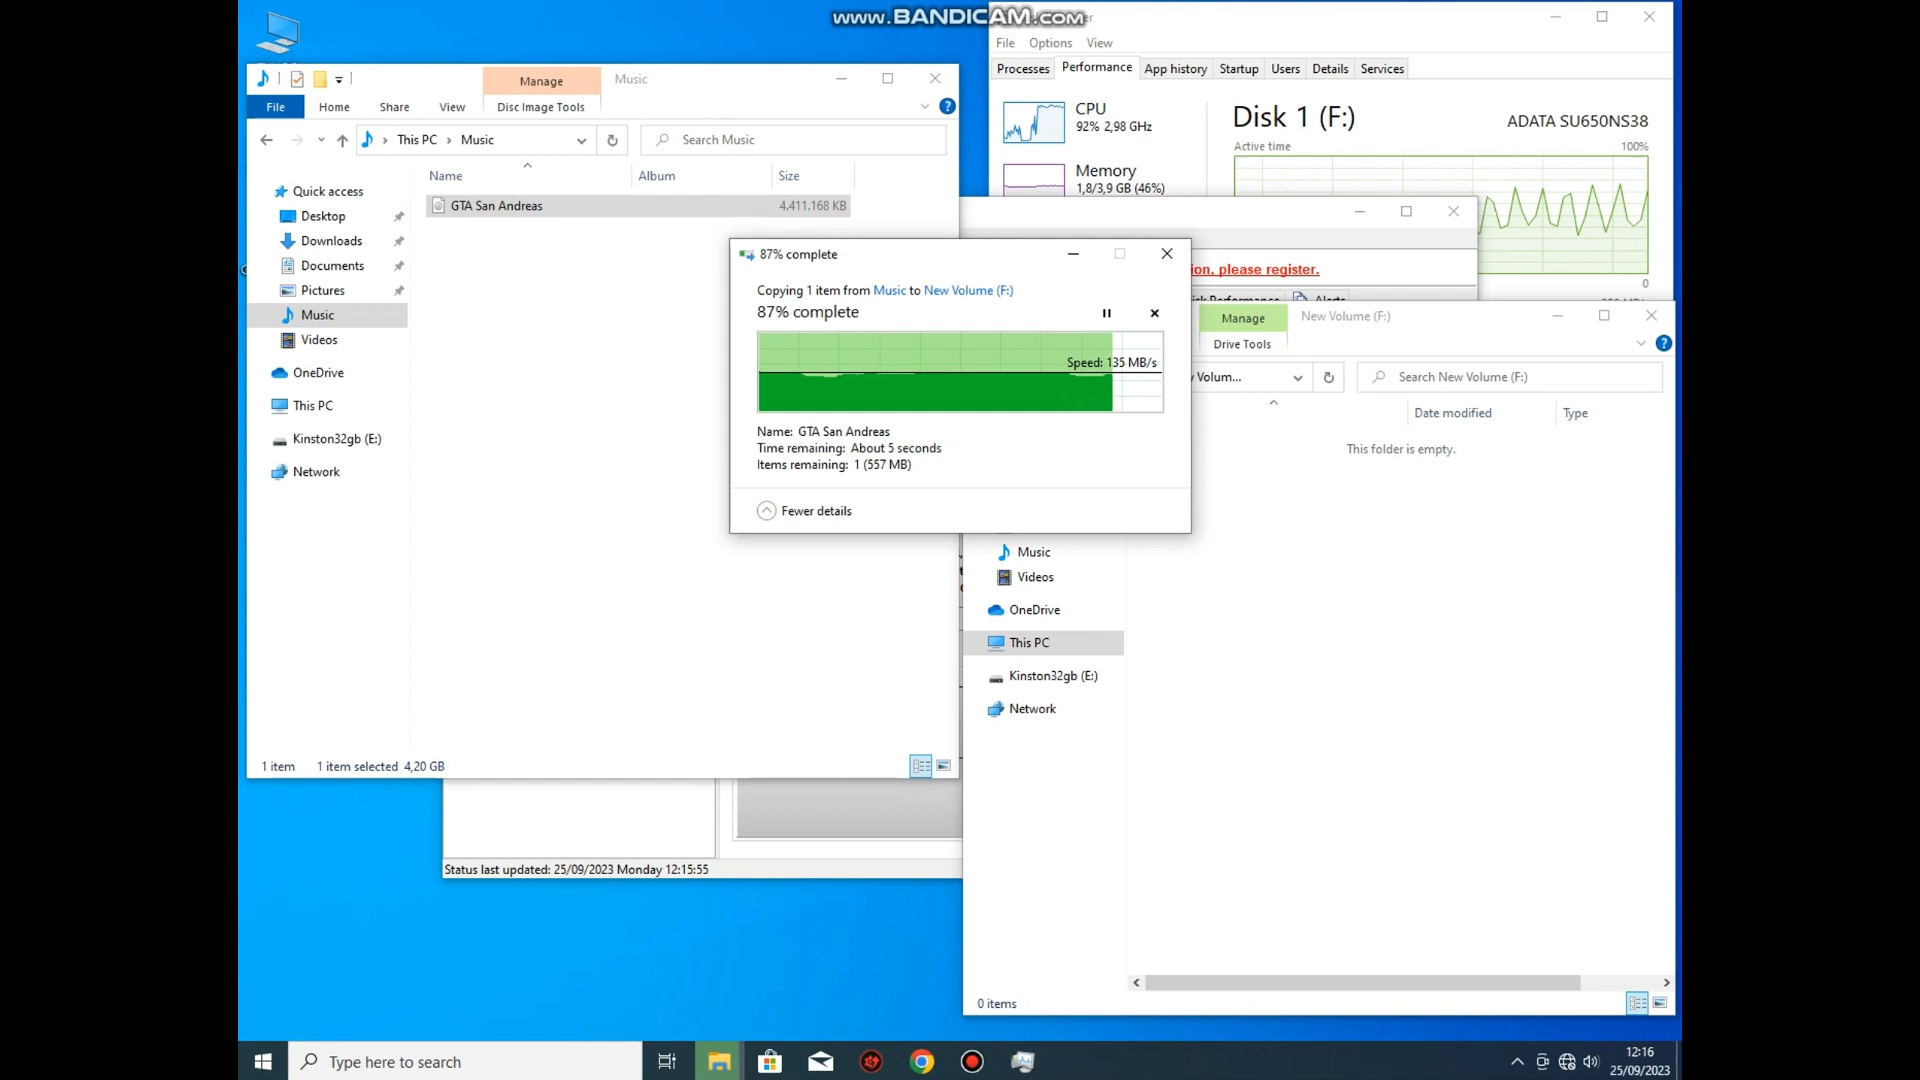 www.BANDICAM.com
Manage
Music
File
Home
Share
View
Disc Image Tools
This PC
Music
Search Music
Name
Album
Size
GTA San Andreas
4.411.168 KB
Quick access
Desktop
Downloads
Documents
Pictures
Music
Videos
OneDrive
This PC
Kinston32gb (E:)
Network
1 item
1 item selected 4,20 GB
Status last updated: 25/09/2023 Monday 12:15:55
File
Options
View
Processes
Performance
App history
Startup
Users
Details
Services
CPU
92% 2,98 GHz
Memory
1,8/3,9 GB (46%)
Disk 1 (F:)
ADATA SU650NS38
Active time
100%
0
ion, please register.
Alerts
87% complete
Copying 1 item from Music to New Volume (F:)
87% complete
Speed: 135 MB/s
Name: GTA San Andreas
Time remaining: About 5 seconds
Items remaining: 1 (557 MB)
Fewer details
Manage
New Volume (F:)
Drive Tools
Volum...
Search New Volume (F:)
Date modified
Type
This folder is empty.
Music
Videos
OneDrive
This PC
Kinston32gb (E:)
Network
0 items
Type here to search
12:16
25/09/2023